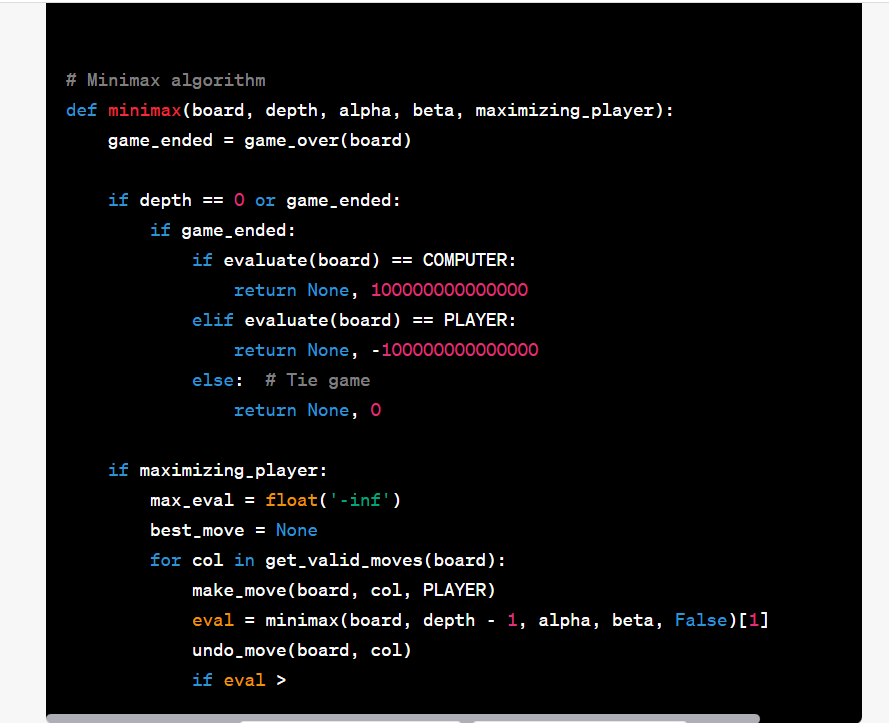 # Minimax algorithm
def minimax(board, depth, alpha, beta, maximizing_player):
    game_ended = game_over(board)
    if depth == 0 or game_ended:
        if game_ended:
            if evaluate(board) == COMPUTER:
                return None, 100000000000000
            elif evaluate(board) == PLAYER:
                return None, -100000000000000
            else:  # Tie game
                return None, 0
    if maximizing_player:
        max_eval = float('-inf')
        best_move = None
        for col in get_valid_moves(board):
            make_move(board, col, PLAYER)
            eval = minimax(board, depth - 1, alpha, beta, False)[1]
            undo_move(board, col)
            if eval >